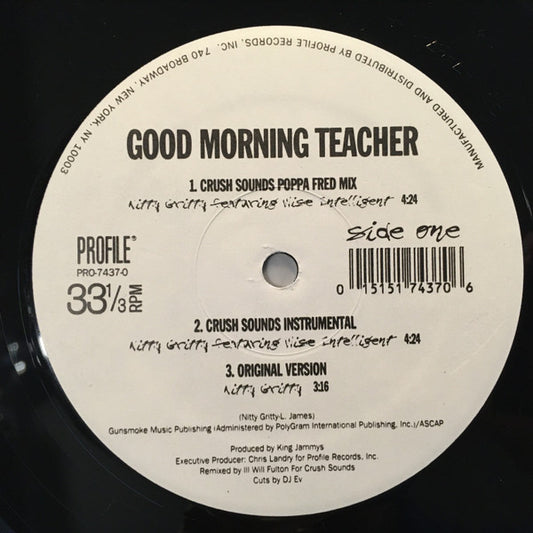 MANUFACTURED AND DISTRIBUTED BY PROFILE RECORDS, INC. 740 BROADWAY, NEW YORK, NY 10003
GOOD MORNING TEACHER
1. CRUSH SOUNDS POPPA FRED MIX
Nitty Gritty featuring Wise Intelligent 4:24
PROFILE®
PRO-7437-0
33 1/3 RPM
side one
0 15151 74370 6
2. CRUSH SOUNDS INSTRUMENTAL
Nitty Gritty featuring Wise Intelligent 4:24
3. ORIGINAL VERSION
Nitty Gritty 3:16
(Nitty Gritty-L. James)
Gunsmoke Music Publishing (Administered by PolyGram International Publishing, Inc.)/ASCAP
Produced by King Jammys
Executive Producer: Chris Landry for Profile Records, Inc.
Remixed by Ill Will Fulton For Crush Sounds
Cuts by DJ Ev